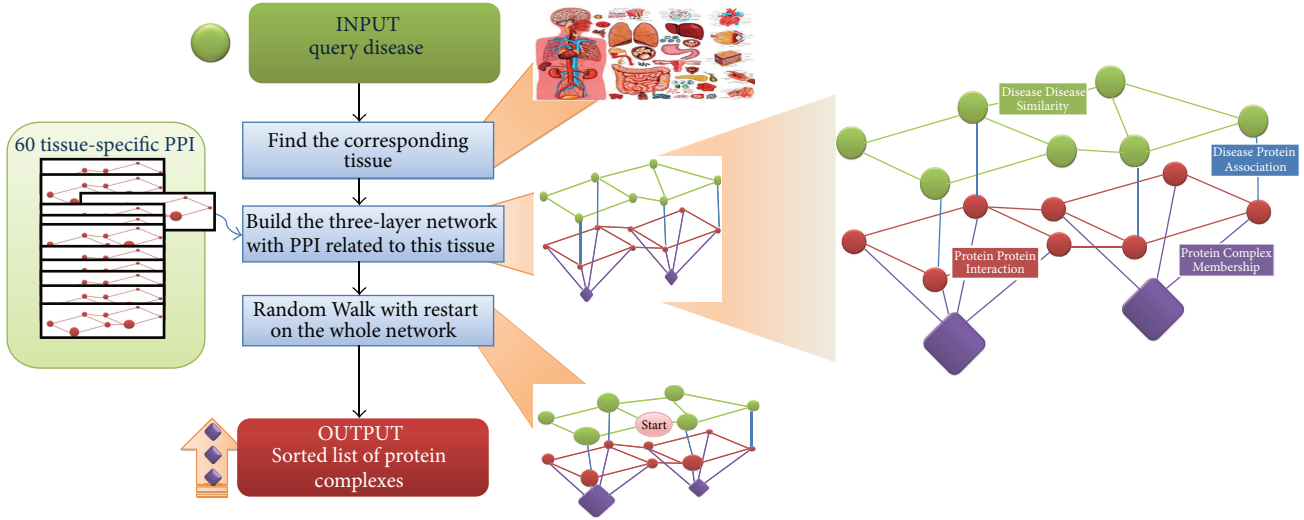 INPUT
query disease
60 tissue-specific PPI
Find the corresponding
tissue
Build the three-layer network
with PPI related to this tissue
Random Walk with restart
on the whole network
OUTPUT
Sorted list of protein
complexes
Start
Disease Disease
Similarity
Disease Protein
Association
Protein Protein
Interaction
Protein Complex
Membership